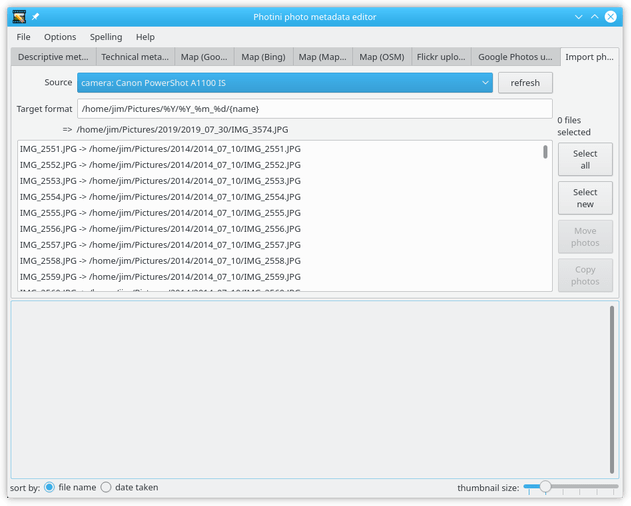 Photini photo metadata editor
File Options Spelling Help
Descriptive met... Technical meta... Map (Goo... Map (Bing) Map (Map... Map (OSM) Flickr uplo... Google Photos u... Import ph...
Source camera: Canon PowerShot A1100 IS refresh
Target format /home/jim/Pictures/%Y/%Y_%m_%d/{name}
=> /home/jim/Pictures/2019/2019_07_30/IMG_3574.JPG
0 files
selected
IMG_2551.JPG -> /home/jim/Pictures/2014/2014_07_10/IMG_2551.JPG
IMG_2552.JPG -> /home/jim/Pictures/2014/2014_07_10/IMG_2552.JPG
IMG_2553.JPG -> /home/jim/Pictures/2014/2014_07_10/IMG_2553.JPG
IMG_2554.JPG -> /home/jim/Pictures/2014/2014_07_10/IMG_2554.JPG
IMG_2555.JPG -> /home/jim/Pictures/2014/2014_07_10/IMG_2555.JPG
IMG_2556.JPG -> /home/jim/Pictures/2014/2014_07_10/IMG_2556.JPG
IMG_2557.JPG -> /home/jim/Pictures/2014/2014_07_10/IMG_2557.JPG
IMG_2558.JPG -> /home/jim/Pictures/2014/2014_07_10/IMG_2558.JPG
IMG_2559.JPG -> /home/jim/Pictures/2014/2014_07_10/IMG_2559.JPG
Select
all
Select
new
Move
photos
Copy
photos
sort by: file name date taken thumbnail size: